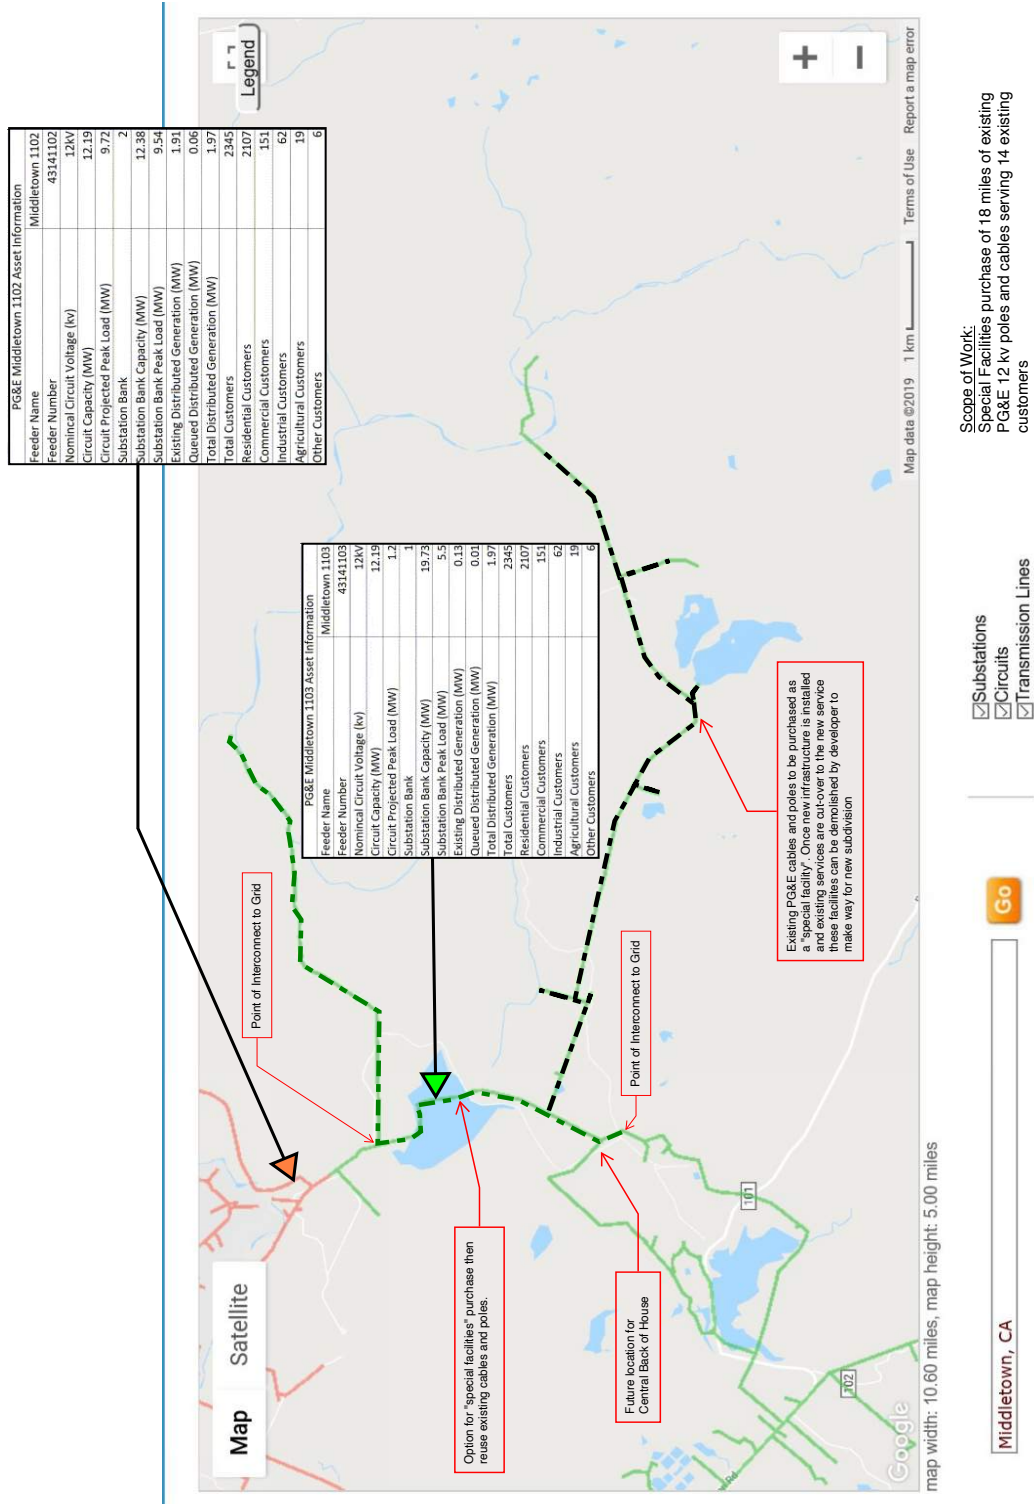 PG&E Middletown 1102 Asset Information
Feeder Name Middletown 1102
Feeder Number 43141102
Nomincal Circuit Voltage (kv) 12kV
Circuit Capacity (MW) 12.19
Circuit Projected Peak Load (MW) 9.72
Substation Bank 2
Substation Bank Capacity (MW) 12.38
Substation Bank Peak Load (MW) 9.54
Existing Distributed Generation (MW) 1.91
Queued Distributed Generation (MW) 0.06
Total Distributed Generation (MW) 1.97
Total Customers 2345
Residential Customers 2107
Commercial Customers 151
Industrial Customers 62
Agricultural Customers 19
Other Customers 6
Map
Satellite
Legend
+
−
PG&E Middletown 1103 Asset Information
Feeder Name Middletown 1103
Feeder Number 43141103
Nomincal Circuit Voltage (kv) 12kV
Circuit Capacity (MW) 12.19
Circuit Projected Peak Load (MW) 1.2
Substation Bank 1
Substation Bank Capacity (MW) 19.73
Substation Bank Peak Load (MW) 5.5
Existing Distributed Generation (MW) 0.13
Queued Distributed Generation (MW) 0.01
Total Distributed Generation (MW) 1.97
Total Customers 2345
Residential Customers 2107
Commercial Customers 151
Industrial Customers 62
Agricultural Customers 19
Other Customers 6
Point of Interconnect to Grid
Option for "special facilities" purchase then
reuse existing cables and poles.
Future location for
Central Back of House
Point of Interconnect to Grid
Existing PG&E cables and poles to be purchased as
a "special facility". Once new infrastructure is installed
and existing services are cut-over to the new service
these facilites can be demolished by developer to
make way for new subdivision
101
102
Rd
Google
Map data ©2019 1 km Terms of Use Report a map error
map width: 10.60 miles, map height: 5.00 miles
Middletown, CA
Go
Substations
Circuits
Transmission Lines
Scope of Work:
Special Facilities purchase of 18 miles of existing
PG&E 12 kv poles and cables serving 14 existing
customers